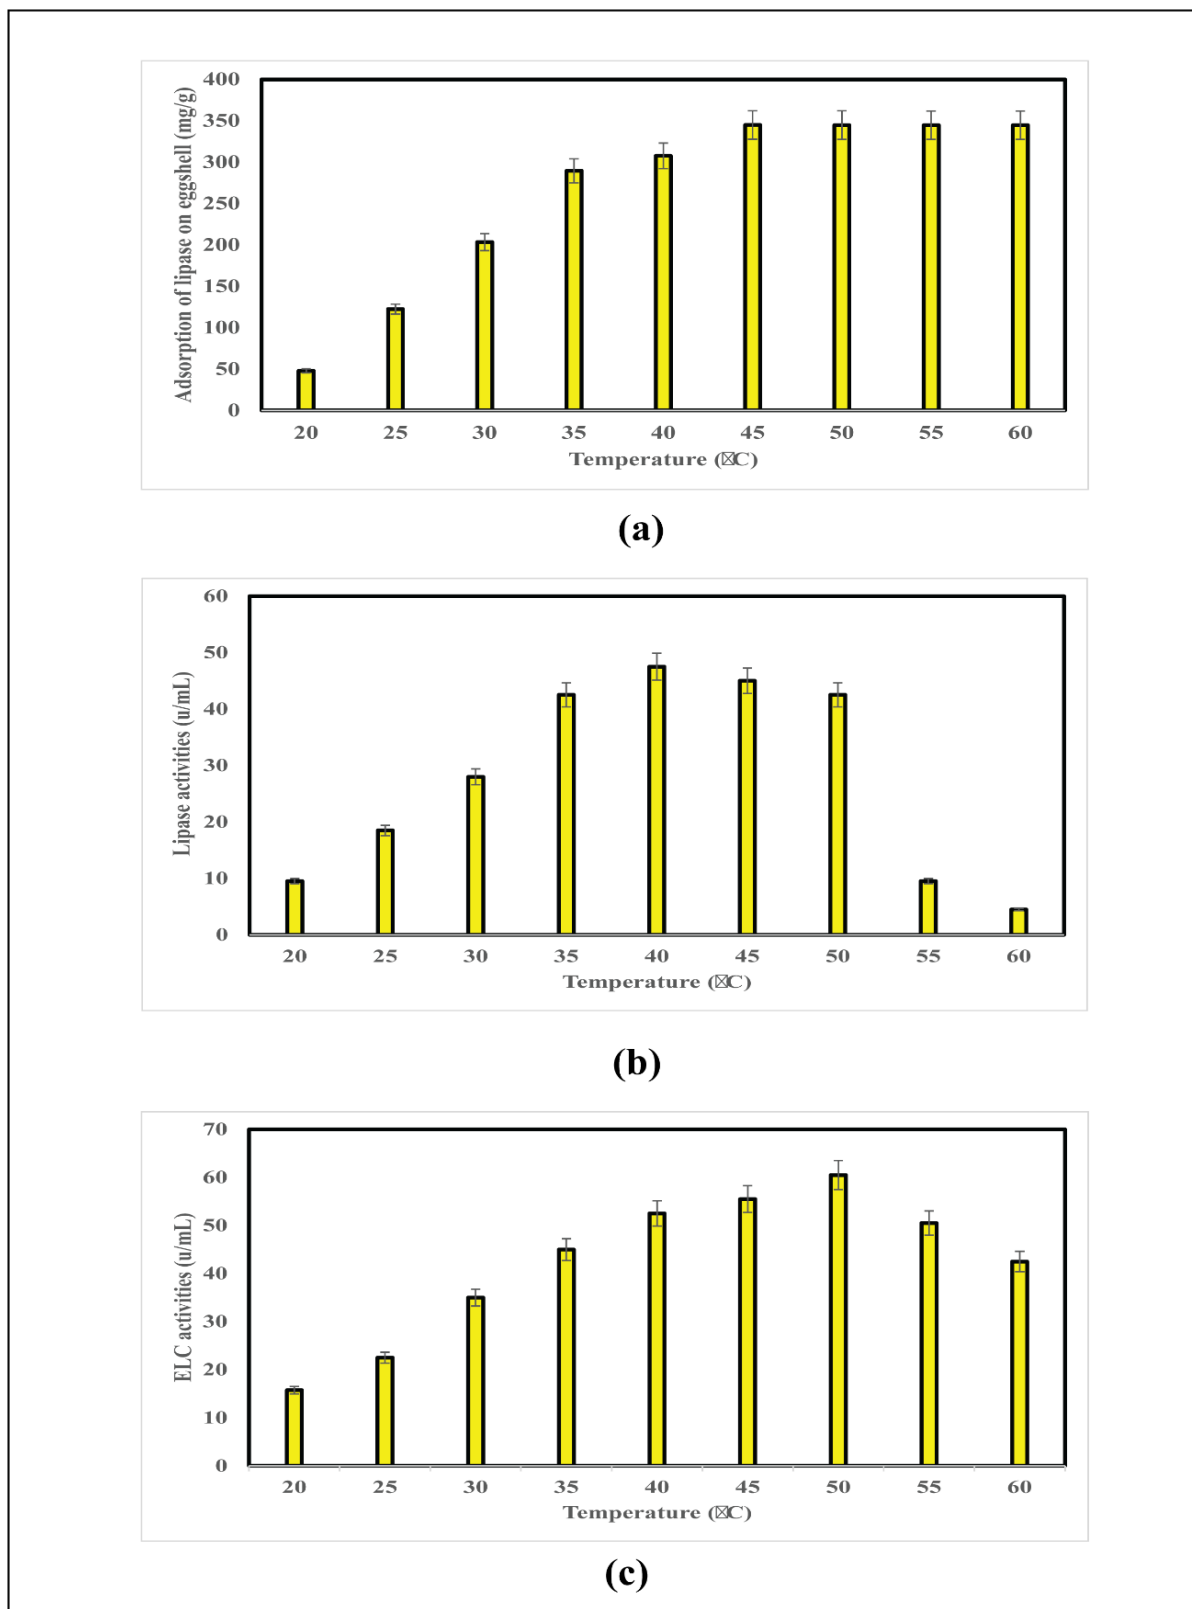 400
350
300
250
200
150
100
50
0
Adsorption of lipase on eggshell (mg/g)
20 25 30 35 40 45 50 55 60
Temperature (☒C)
(a)
60
50
40
30
20
10
0
Lipase activities (u/mL)
20 25 30 35 40 45 50 55 60
Temperature (☒C)
(b)
70
60
50
40
30
20
10
0
ELC activities (u/mL)
20 25 30 35 40 45 50 55 60
Temperature (☒C)
(c)